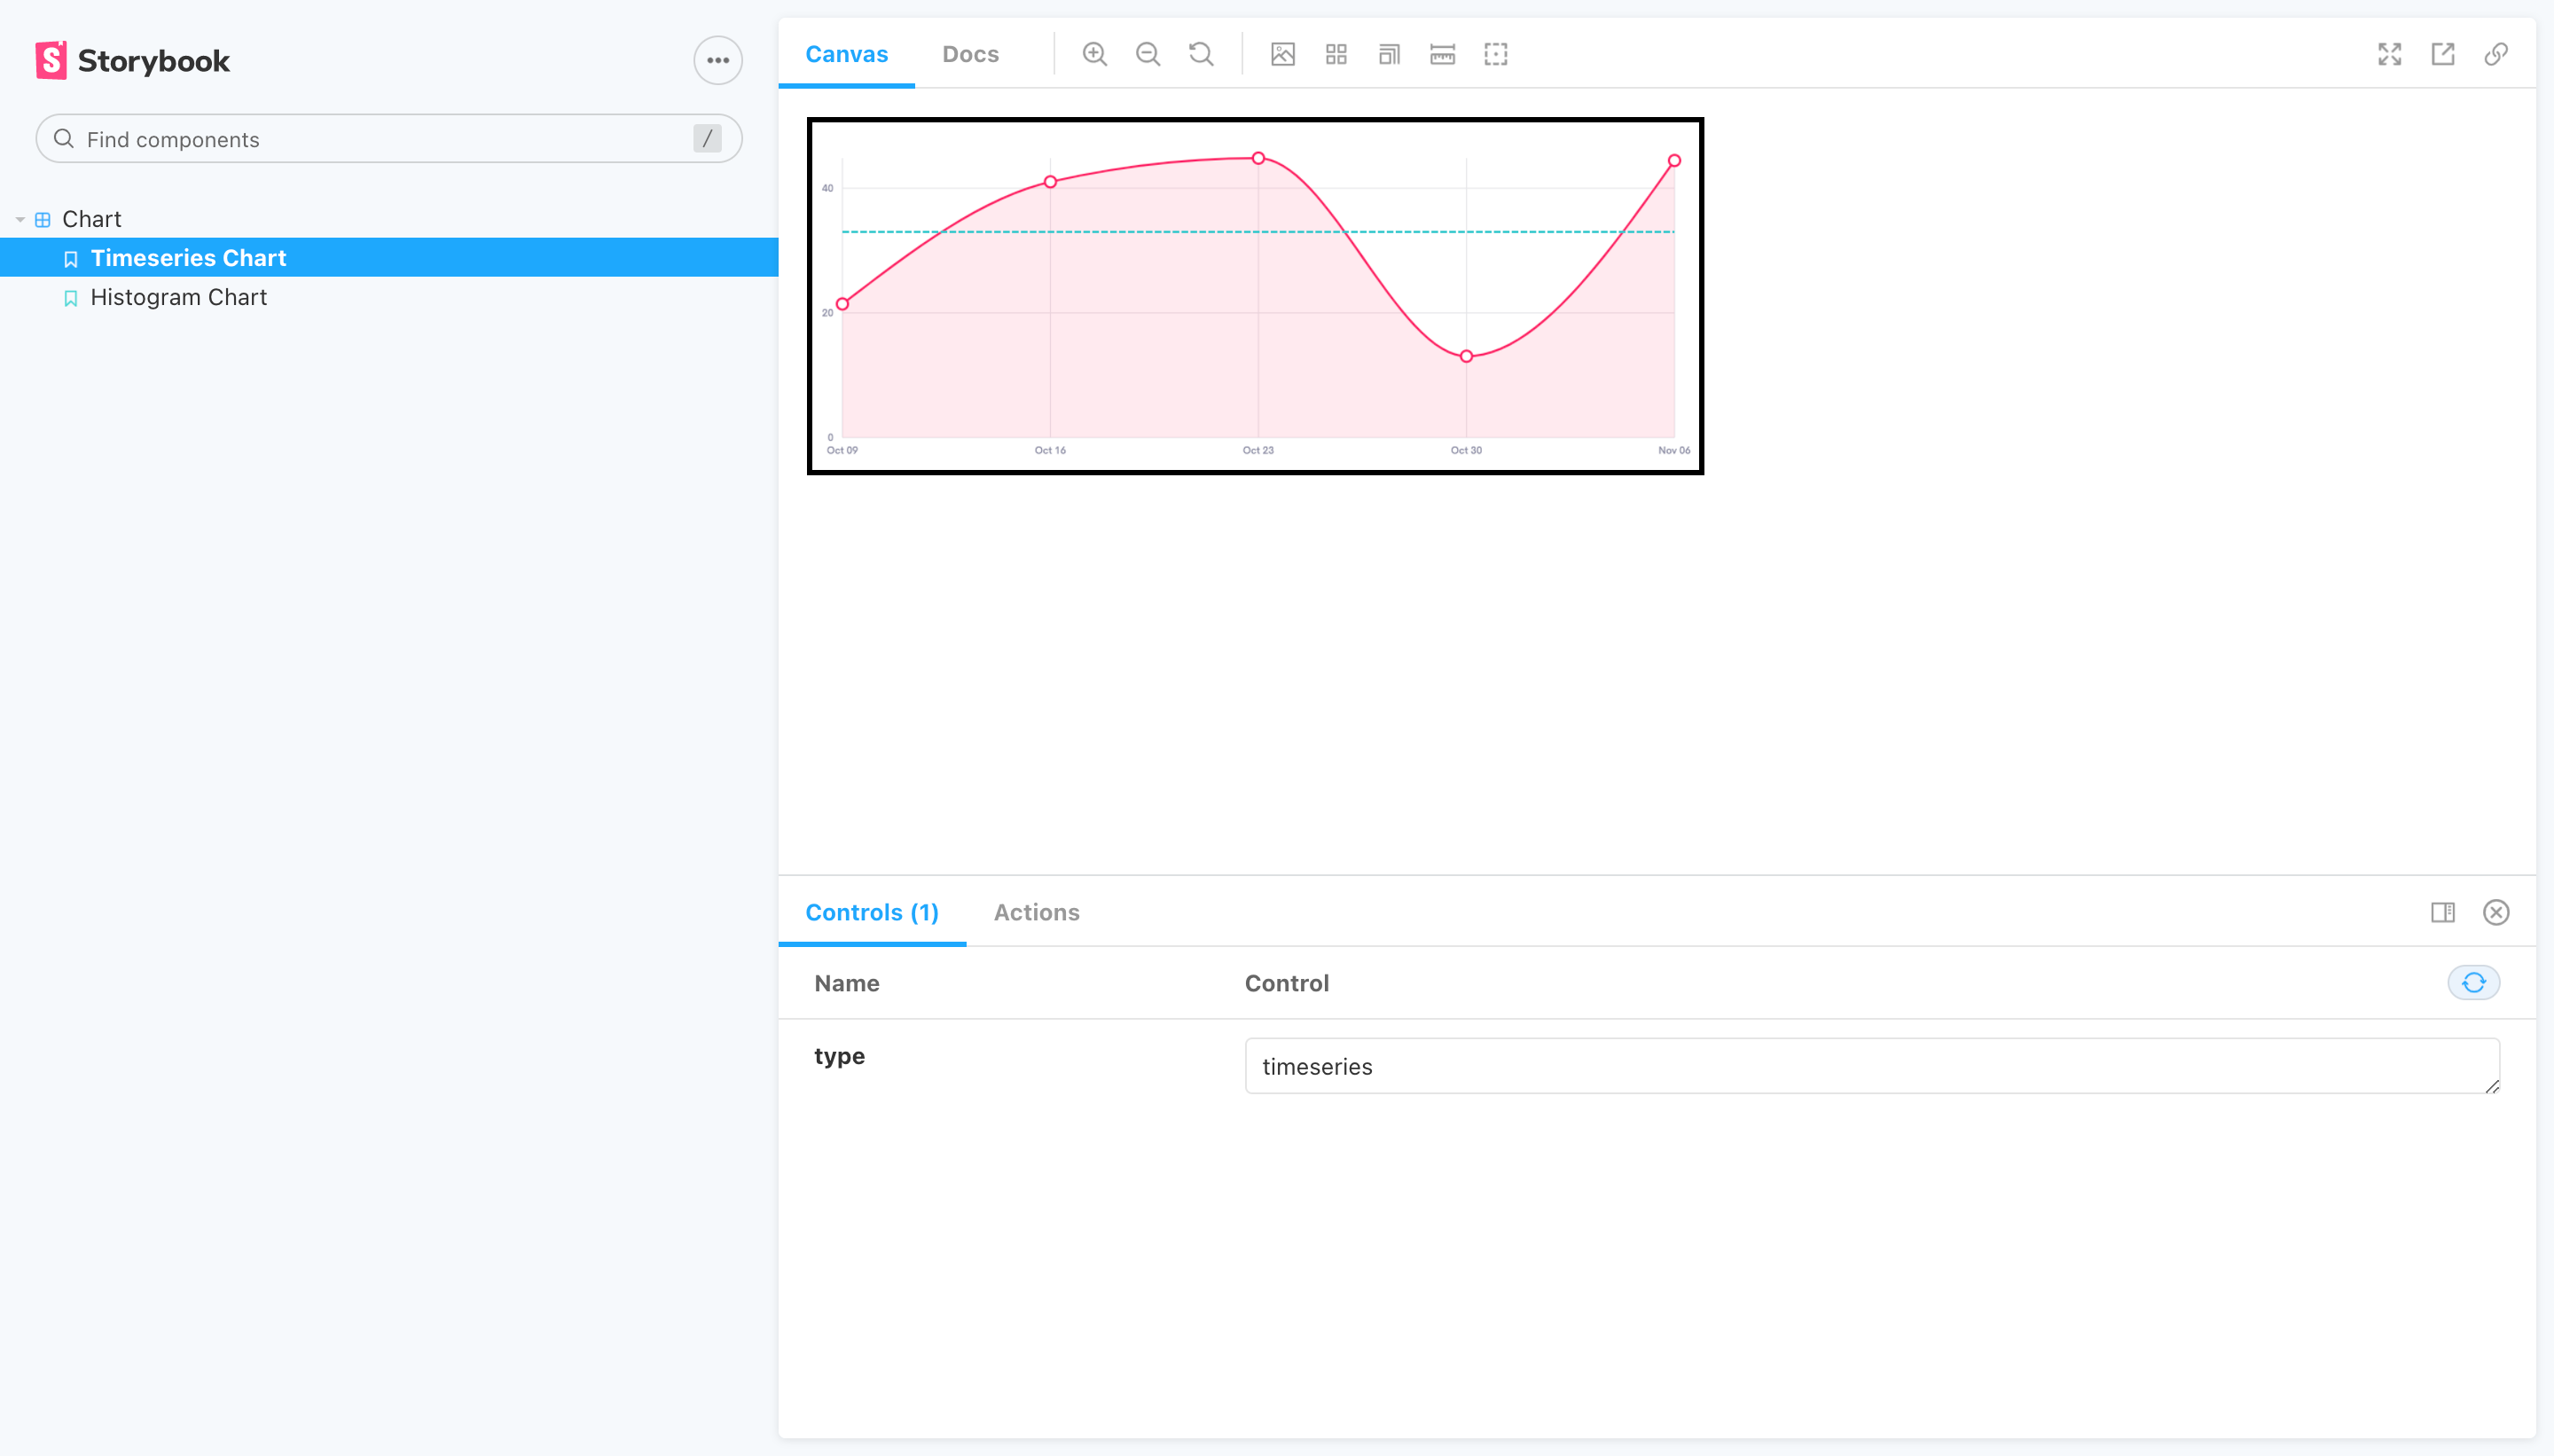 Storybook
Find components /
Chart
Timeseries Chart
Histogram Chart
Canvas Docs
40
20
0
Oct 09 Oct 16 Oct 23 Oct 30 Nov 06
Controls (1) Actions
Name Control
type timeseries